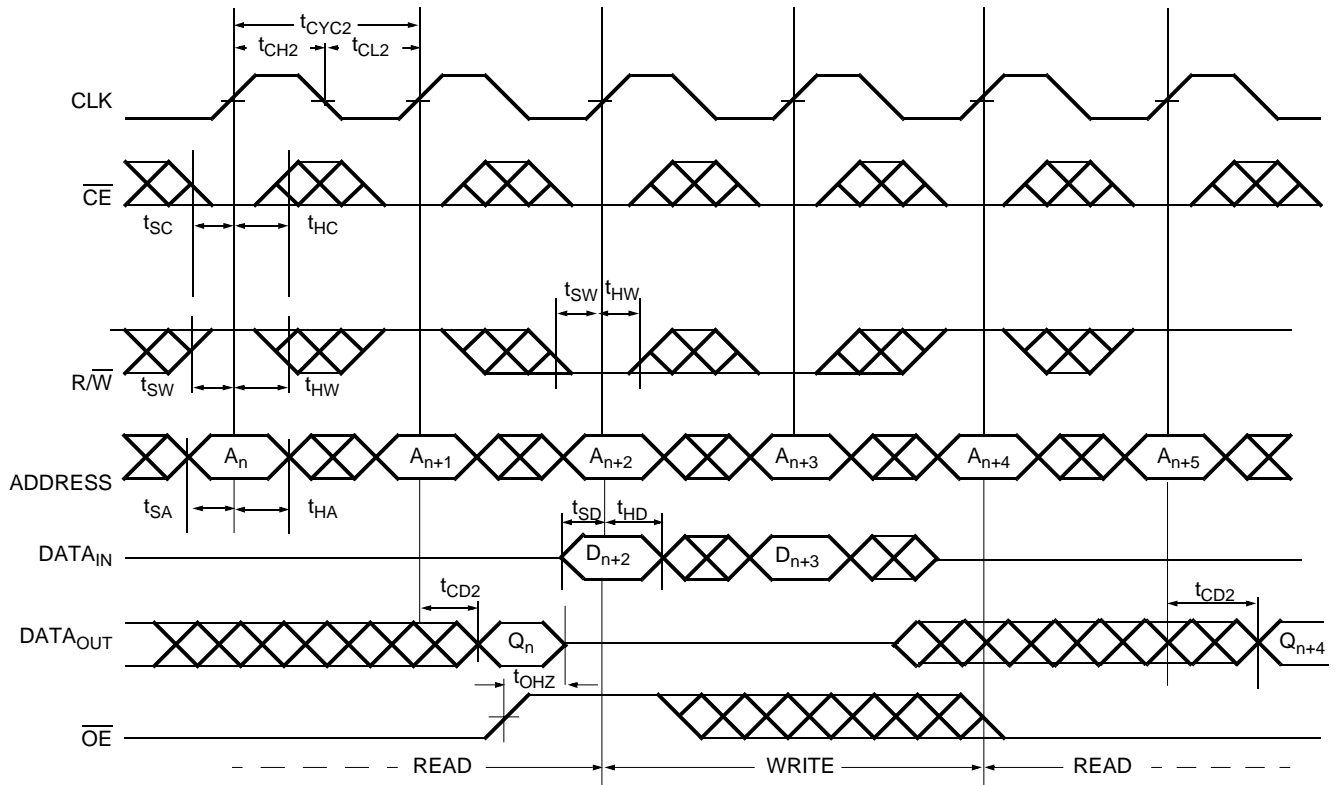 tCYC2
tCH2 tCL2
CLK
CE
tSC tHC
tSW tHW
R/W
tSW tHW
An An+1 An+2 An+3 An+4 An+5
ADDRESS
tSA tHA
tSD tHD
DATAIN
Dn+2 Dn+3
tCD2 tCD2
DATAOUT
Qn Qn+4
tOHZ
OE
READ WRITE READ